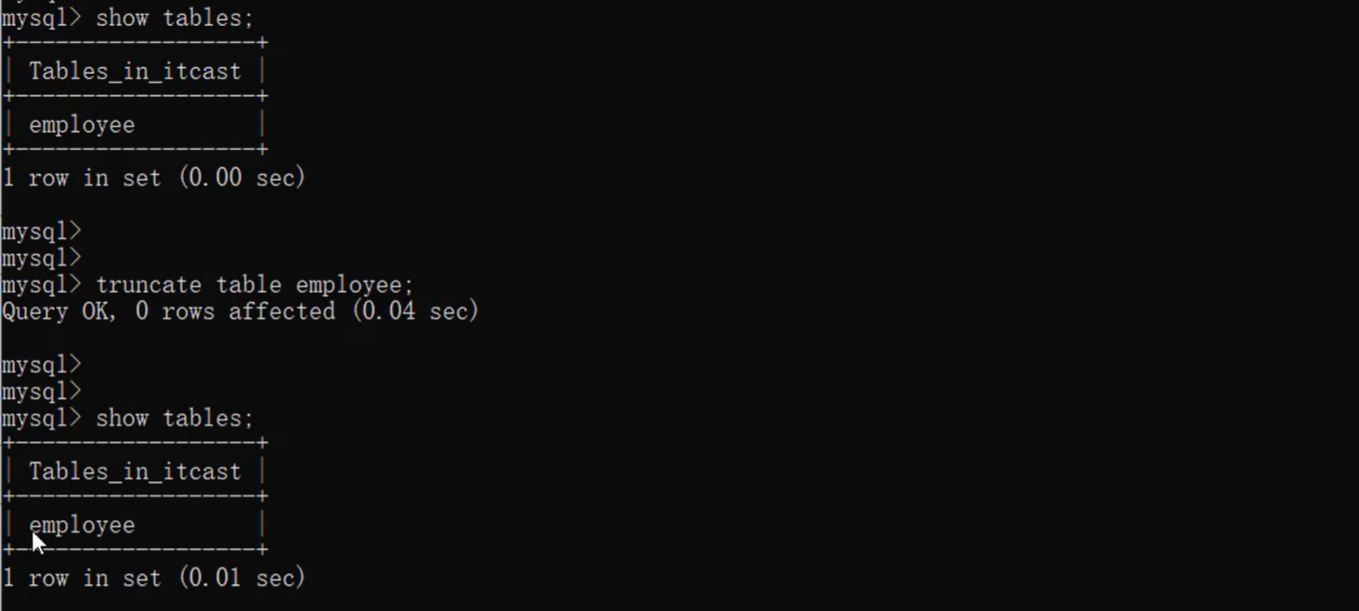 mysql> show tables;
+------------------+
| Tables_in_itcast |
+------------------+
| employee         |
+------------------+
1 row in set (0.00 sec)
mysql>
mysql>
mysql> truncate table employee;
Query OK, 0 rows affected (0.04 sec)
mysql>
mysql>
mysql> show tables;
+------------------+
| Tables_in_itcast |
+------------------+
| employee         |
+------------------+
1 row in set (0.01 sec)